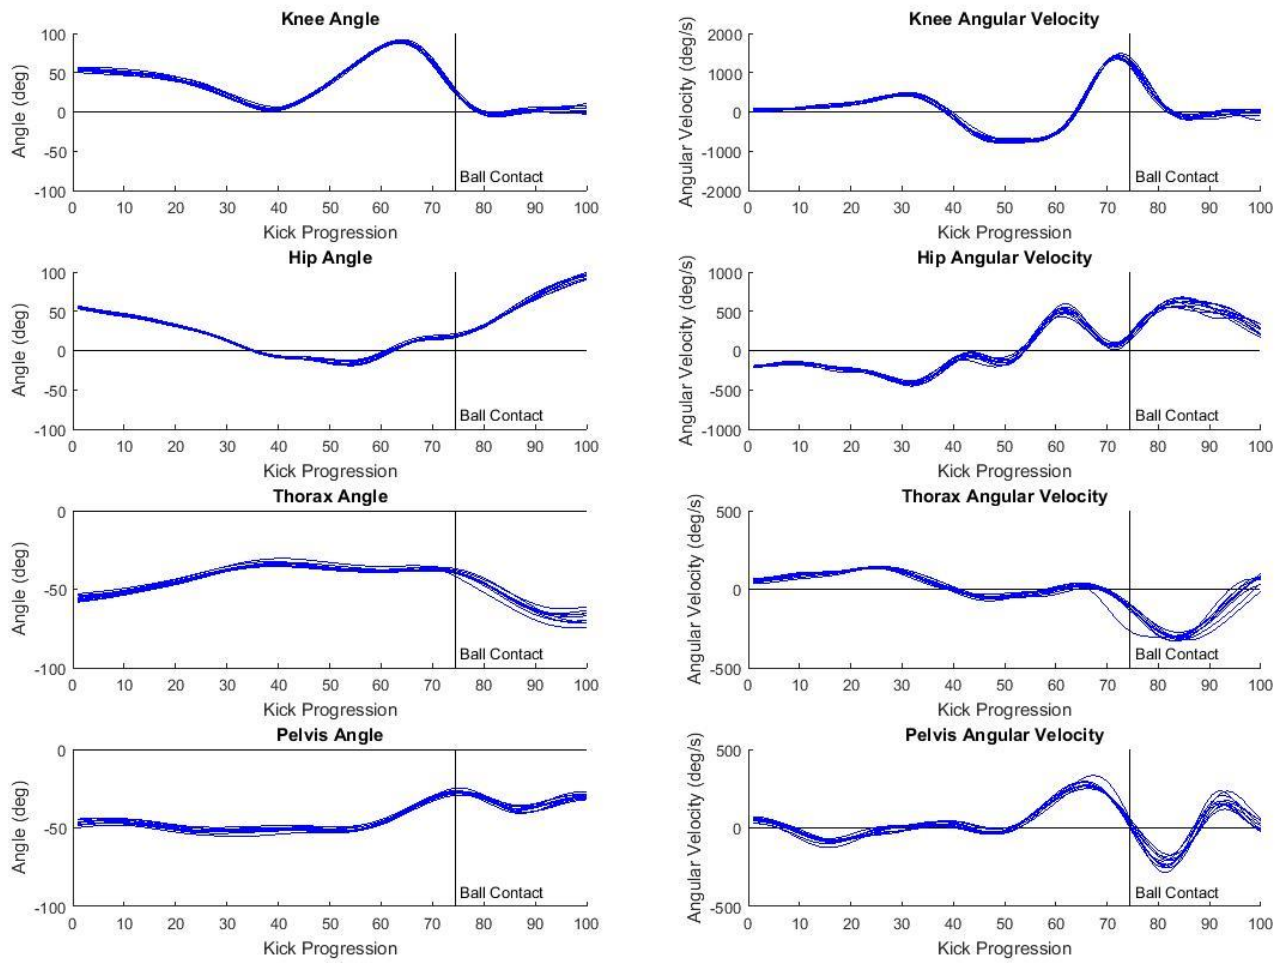 Knee Angle
100
50
0
-50
-100
Angle (deg)
Ball Contact
0 10 20 30 40 50 60 70 80 90 100
Kick Progression
Knee Angular Velocity
2000
1000
0
-1000
-2000
Angular Velocity (deg/s)
Ball Contact
0 10 20 30 40 50 60 70 80 90 100
Kick Progression
Hip Angle
100
50
0
-50
-100
Angle (deg)
Ball Contact
0 10 20 30 40 50 60 70 80 90 100
Kick Progression
Hip Angular Velocity
1000
500
0
-500
-1000
Angular Velocity (deg/s)
Ball Contact
0 10 20 30 40 50 60 70 80 90 100
Kick Progression
Thorax Angle
0
-50
-100
Angle (deg)
Ball Contact
0 10 20 30 40 50 60 70 80 90 100
Kick Progression
Thorax Angular Velocity
500
0
-500
Angular Velocity (deg/s)
Ball Contact
0 10 20 30 40 50 60 70 80 90 100
Kick Progression
Pelvis Angle
0
-50
-100
Angle (deg)
Ball Contact
0 10 20 30 40 50 60 70 80 90 100
Kick Progression
Pelvis Angular Velocity
500
0
-500
Angular Velocity (deg/s)
Ball Contact
0 10 20 30 40 50 60 70 80 90 100
Kick Progression